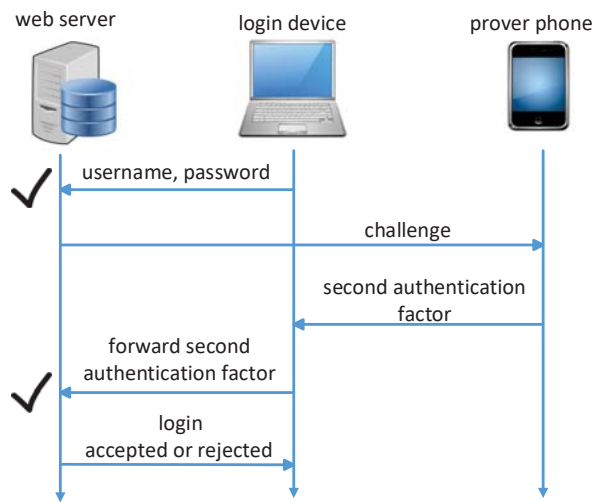 web server
login device
prover phone
username, password
challenge
second authentication
factor
forward second
authentication factor
login
accepted or rejected